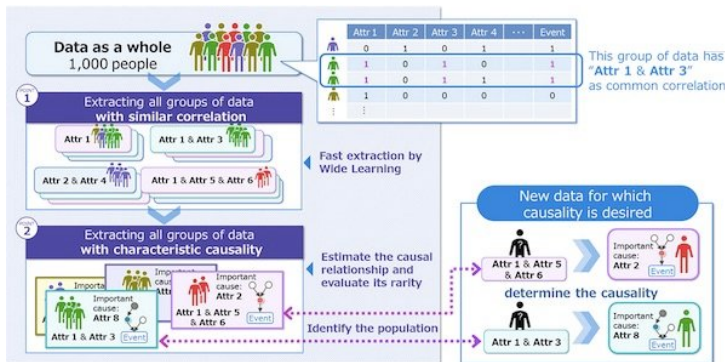 Data as a whole
1,000 people
Attr 1 Attr 2 Attr 3 Attr 4 ··· Event
0 1 0 1 1
1 0 1 0 1
1 0 1 1 1
1 0 0 0 0
⋮
This group of data has
"Attr 1 & Attr 3"
as common correlation
POINT
1
Extracting all groups of data
with similar correlation
Attr 1
Attr 1 & Attr 3
Attr 2 & Attr 4
Attr 1 & Attr 5 & Attr 6
Fast extraction by
Wide Learning
POINT
2
Extracting all groups of data
with characteristic causality
Important
cause:
Attr 8
Event
Attr 1 & Attr 3
Important
Important
cause:
Attr 2
Attr 1 & Attr 5
& Attr 6
Event
Estimate the causal
relationship and
evaluate its rarity
Identify the population
New data for which
causality is desired
?
Attr 1 & Attr 5
& Attr 6
Important
cause:
Attr 2
Event
determine the causality
?
Attr 1 & Attr 3
Important
cause:
Attr 8
Event